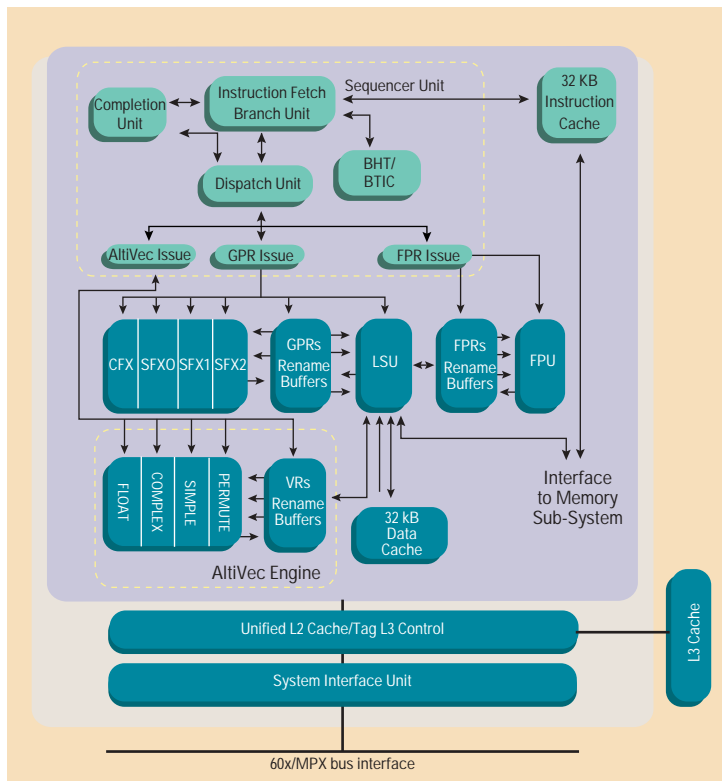 Sequencer Unit
Completion
Unit
Instruction Fetch
Branch Unit
32 KB
Instruction
Cache
BHT/
BTIC
Dispatch Unit
AltiVec Issue
GPR Issue
FPR Issue
CFX
SFX0
SFX1
SFX2
GPRs
Rename
Buffers
LSU
FPRs
Rename
Buffers
FPU
FLOAT
COMPLEX
SIMPLE
PERMUTE
VRs
Rename
Buffers
32 kB
Data
Cache
Interface
to Memory
Sub-System
AltiVec Engine
Unified L2 Cache/Tag L3 Control
L3 Cache
System Interface Unit
60x/MPX bus interface